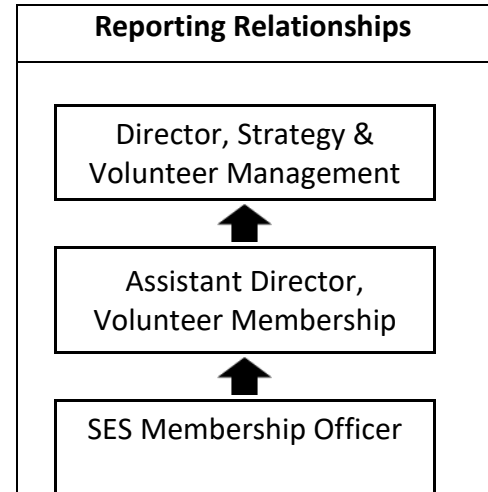 Reporting Relationships
Director, Strategy &
Volunteer Management
Assistant Director,
Volunteer Membership
SES Membership Officer